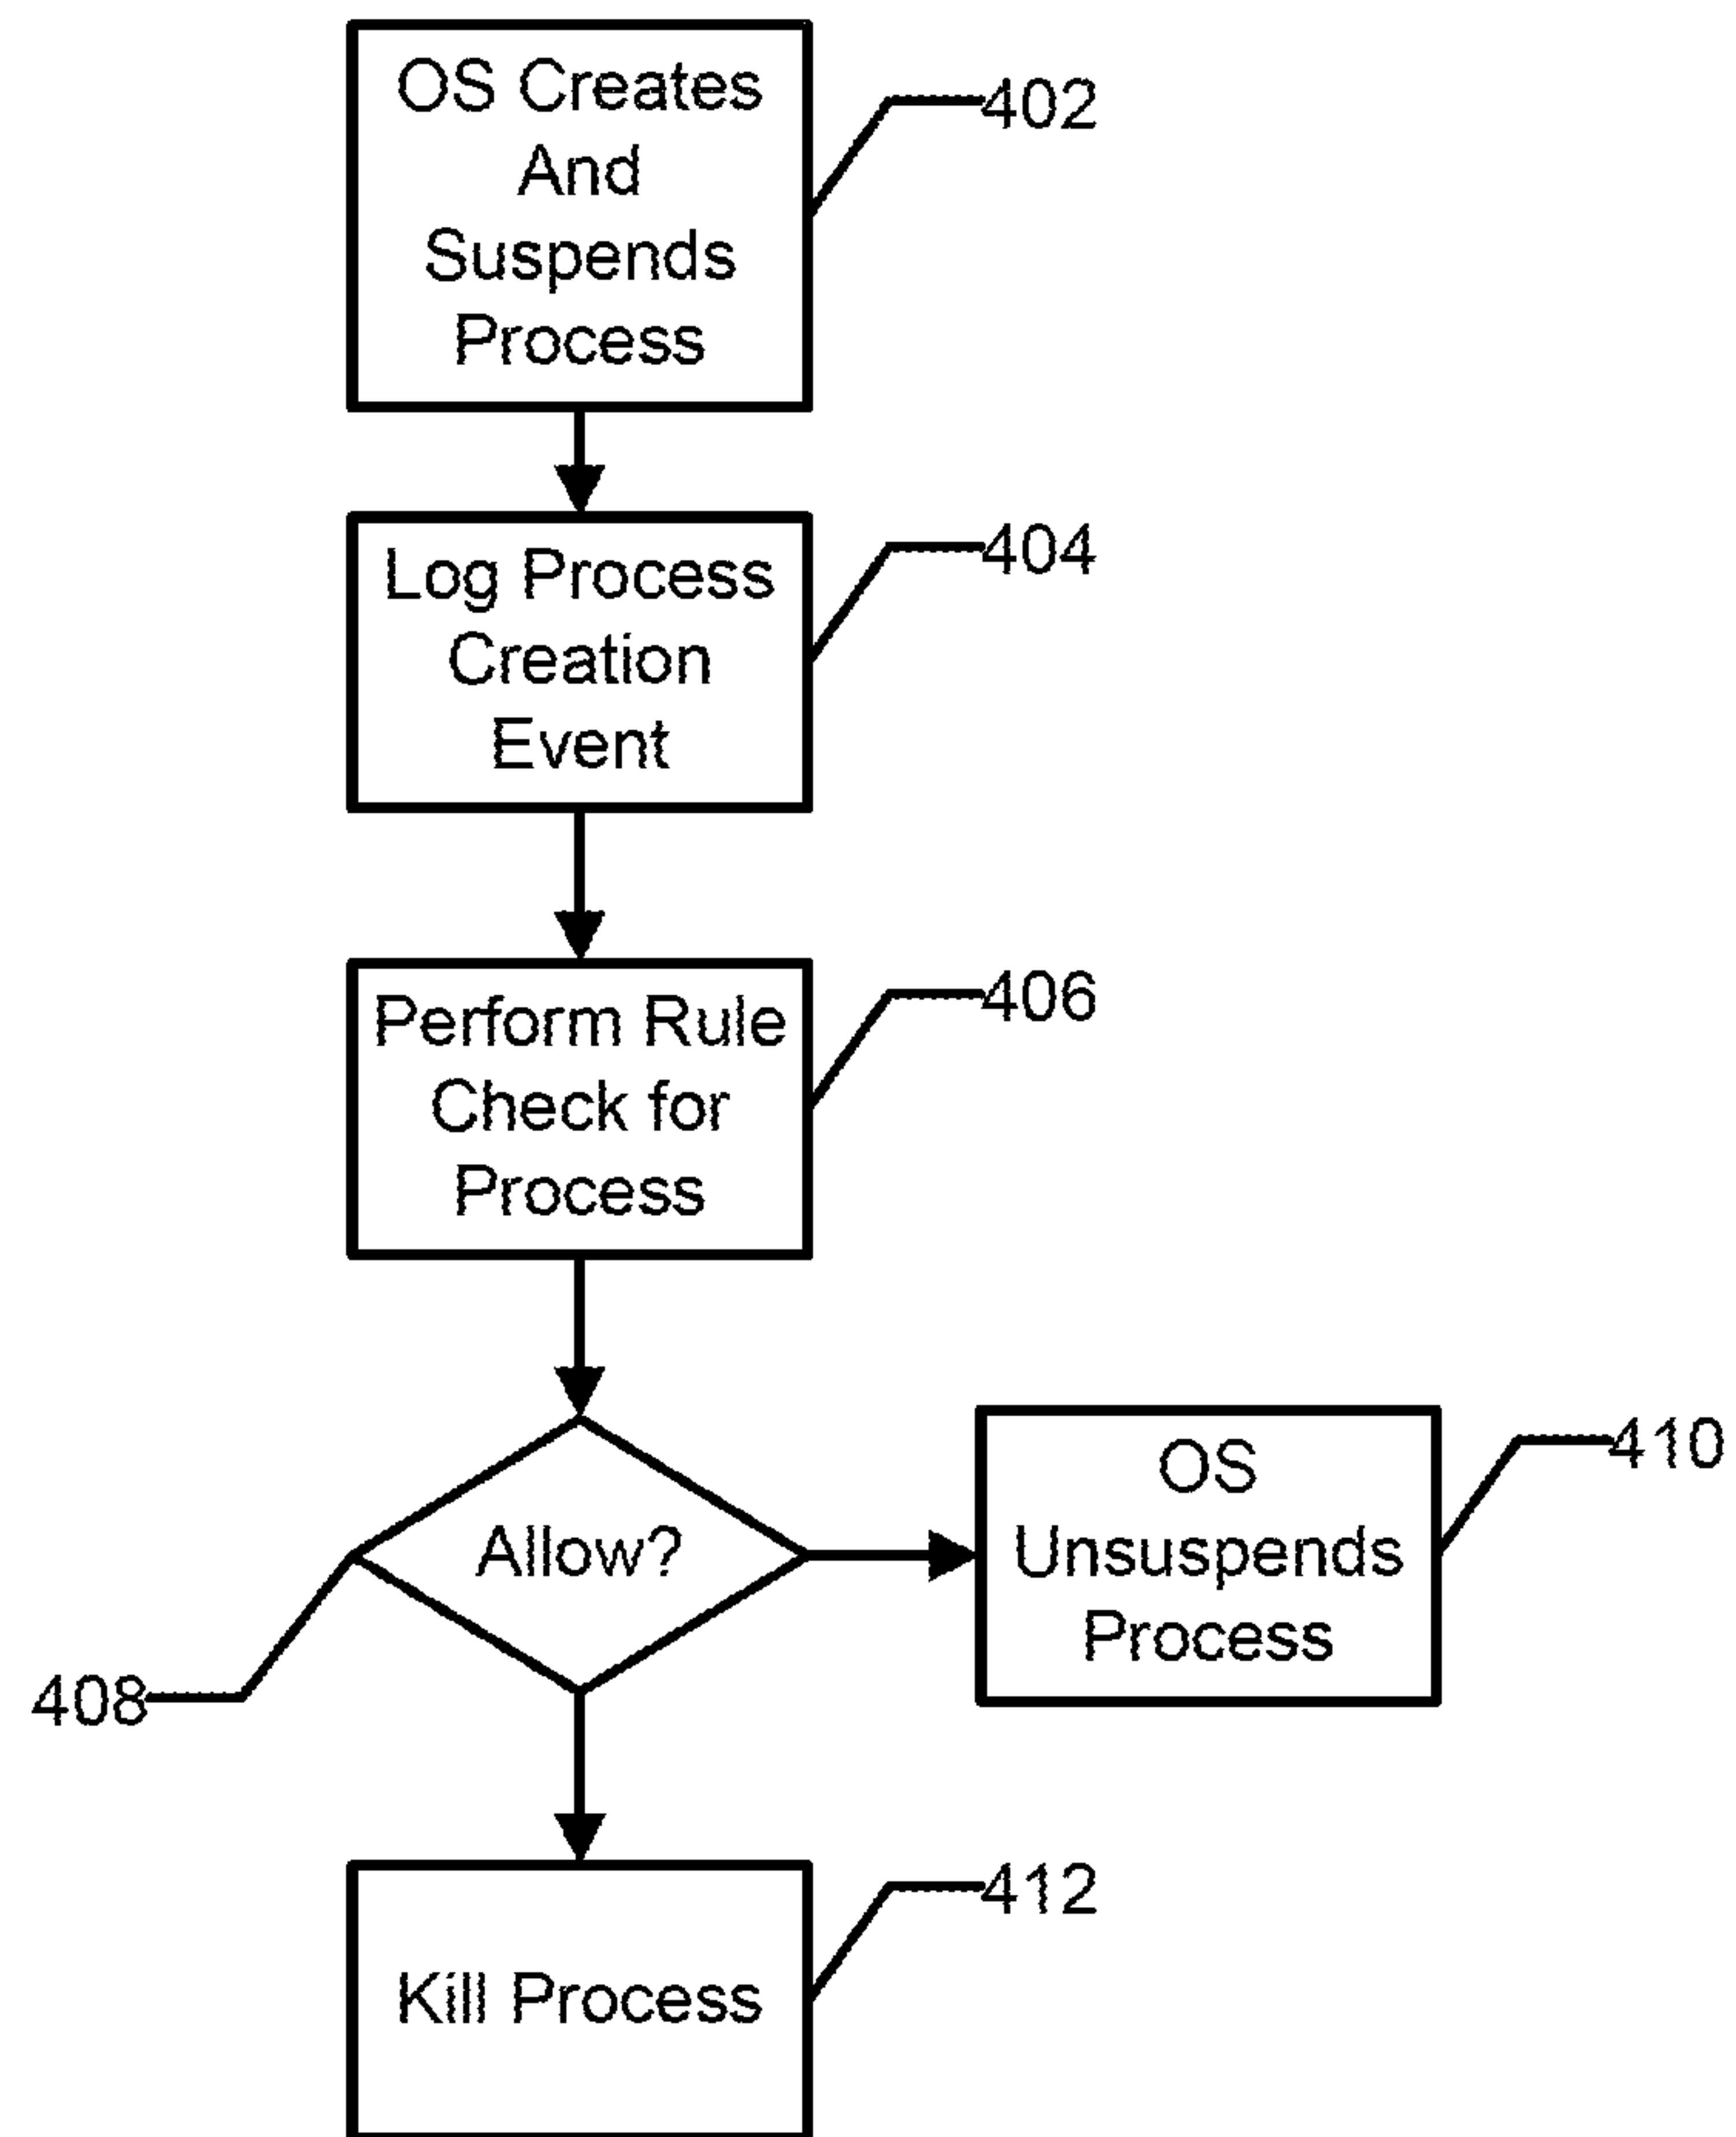 OS Creates
And
Suspends
Process
402
Log Process
Creation
Event
404
Perform Rule
Check for
Process
406
Allow?
408
OS
Unsuspends
Process
410
Kill Process
412